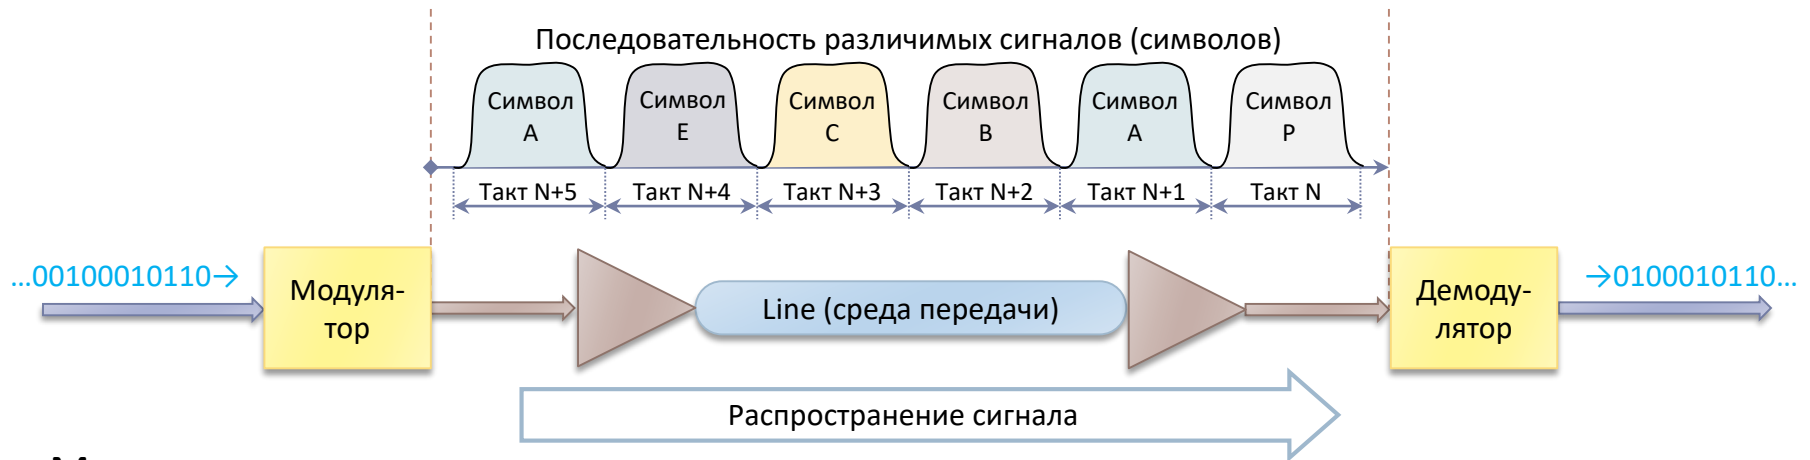 Последовательность различимых сигналов (символов)
Символ A
Символ E
Символ C
Символ B
Символ A
Символ P
Такт N+5
Такт N+4
Такт N+3
Такт N+2
Такт N+1
Такт N
...00100010110→
Модуля-
тор
Line (среда передачи)
Демоду-
лятор
→0100010110...
Распространение сигнала